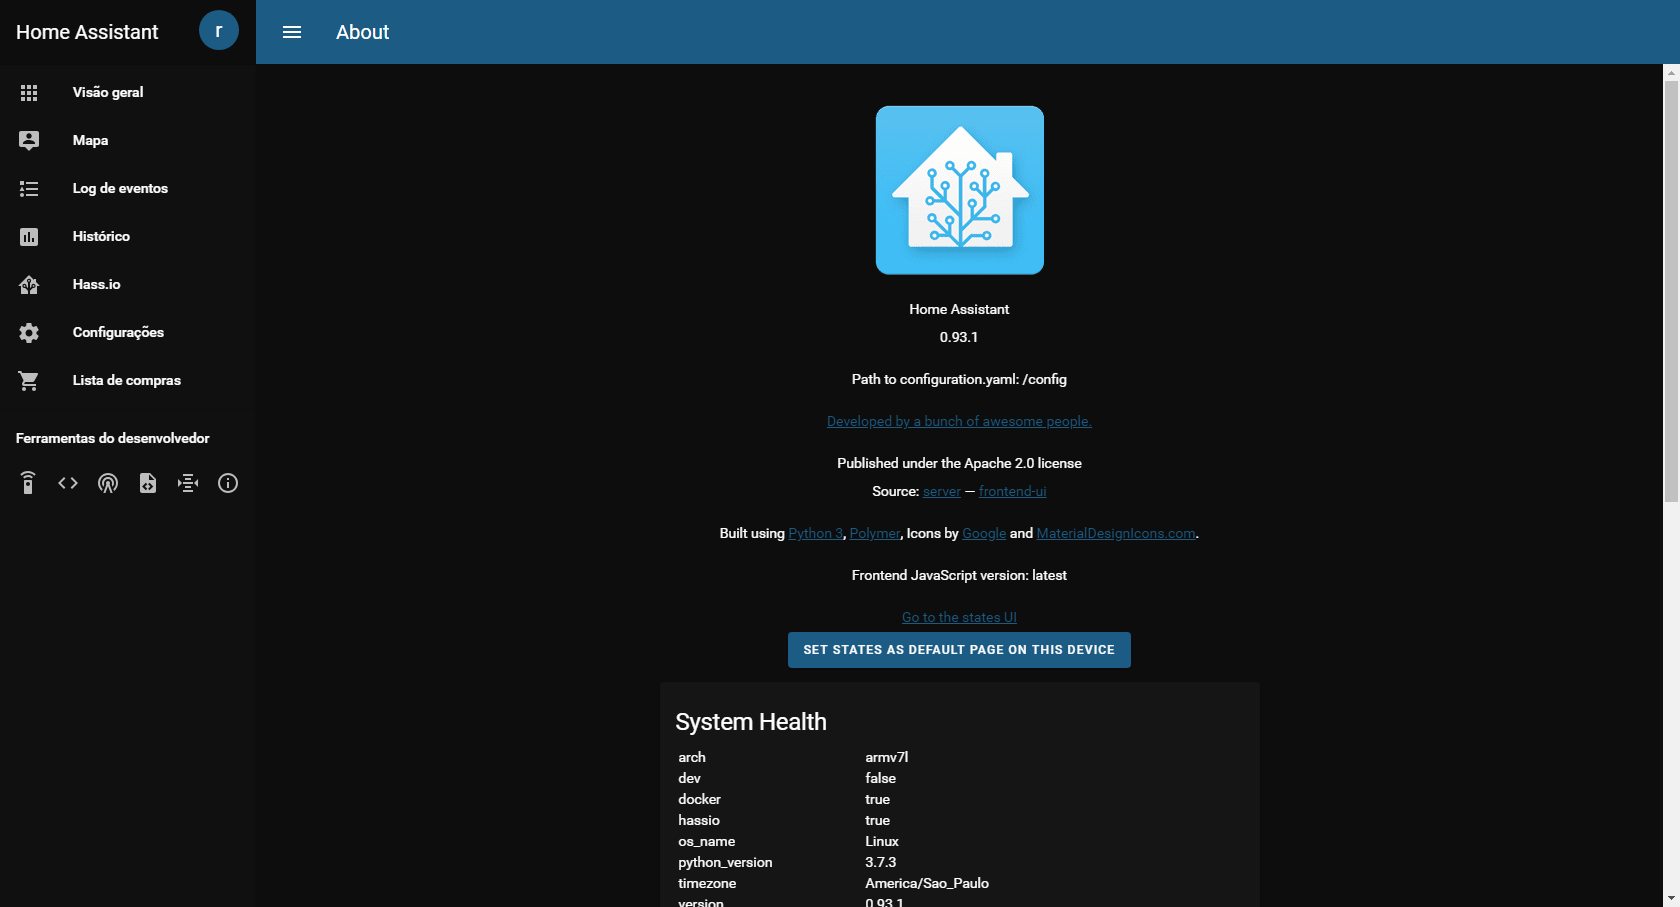 Home Assistant
r
About
Visão geral
Mapa
Log de eventos
Histórico
Hass.io
Configurações
Lista de compras
Ferramentas do desenvolvedor
Home Assistant
0.93.1
Path to configuration.yaml: /config
Developed by a bunch of awesome people.
Published under the Apache 2.0 license
Source: server — frontend-ui
Built using Python 3, Polymer, Icons by Google and MaterialDesignIcons.com.
Frontend JavaScript version: latest
Go to the states UI
SET STATES AS DEFAULT PAGE ON THIS DEVICE
System Health
arch armv7l
dev false
docker true
hassio true
os_name Linux
python_version 3.7.3
timezone America/Sao_Paulo
version 0.93.1